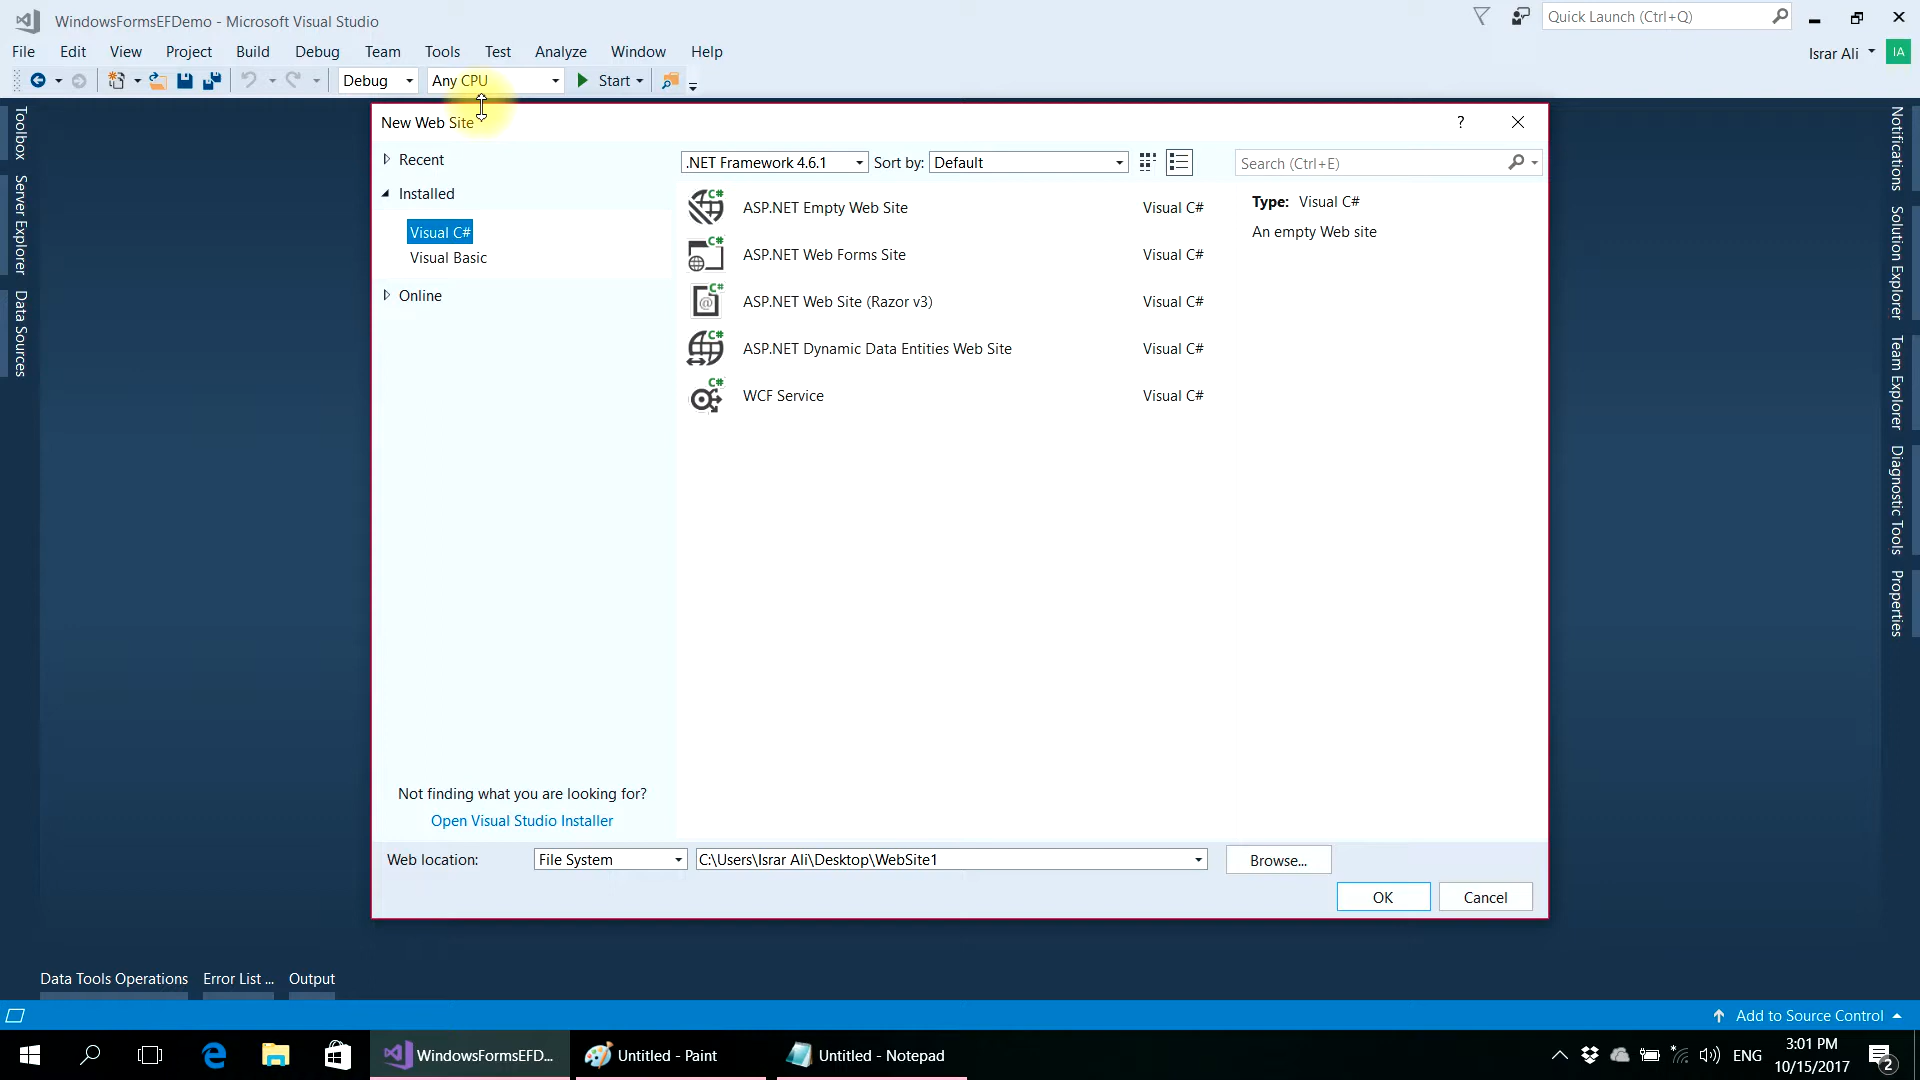 WindowsFormsEFDemo - Microsoft Visual Studio
Quick Launch (Ctrl+Q)
File Edit View Project Build Debug Team Tools Test Analyze Window Help
Israr Ali IA
Debug Any CPU Start
Toolbox
Server Explorer
Data Sources
New Web Site
?
Recent
Installed
Visual C#
Visual Basic
Online
Not finding what you are looking for?
Open Visual Studio Installer
.NET Framework 4.6.1 Sort by: Default
Search (Ctrl+E)
C# ASP.NET Empty Web Site Visual C#
C# ASP.NET Web Forms Site Visual C#
C# ASP.NET Web Site (Razor v3) Visual C#
C# ASP.NET Dynamic Data Entities Web Site Visual C#
C# WCF Service Visual C#
Type: Visual C#
An empty Web site
Web location: File System C:\Users\Israr Ali\Desktop\WebSite1 Browse...
OK Cancel
Notifications
Solution Explorer
Team Explorer
Diagnostic Tools
Properties
Data Tools Operations Error List ... Output
Add to Source Control
WindowsFormsEFD... Untitled - Paint Untitled - Notepad
ENG
3:01 PM
10/15/2017
2